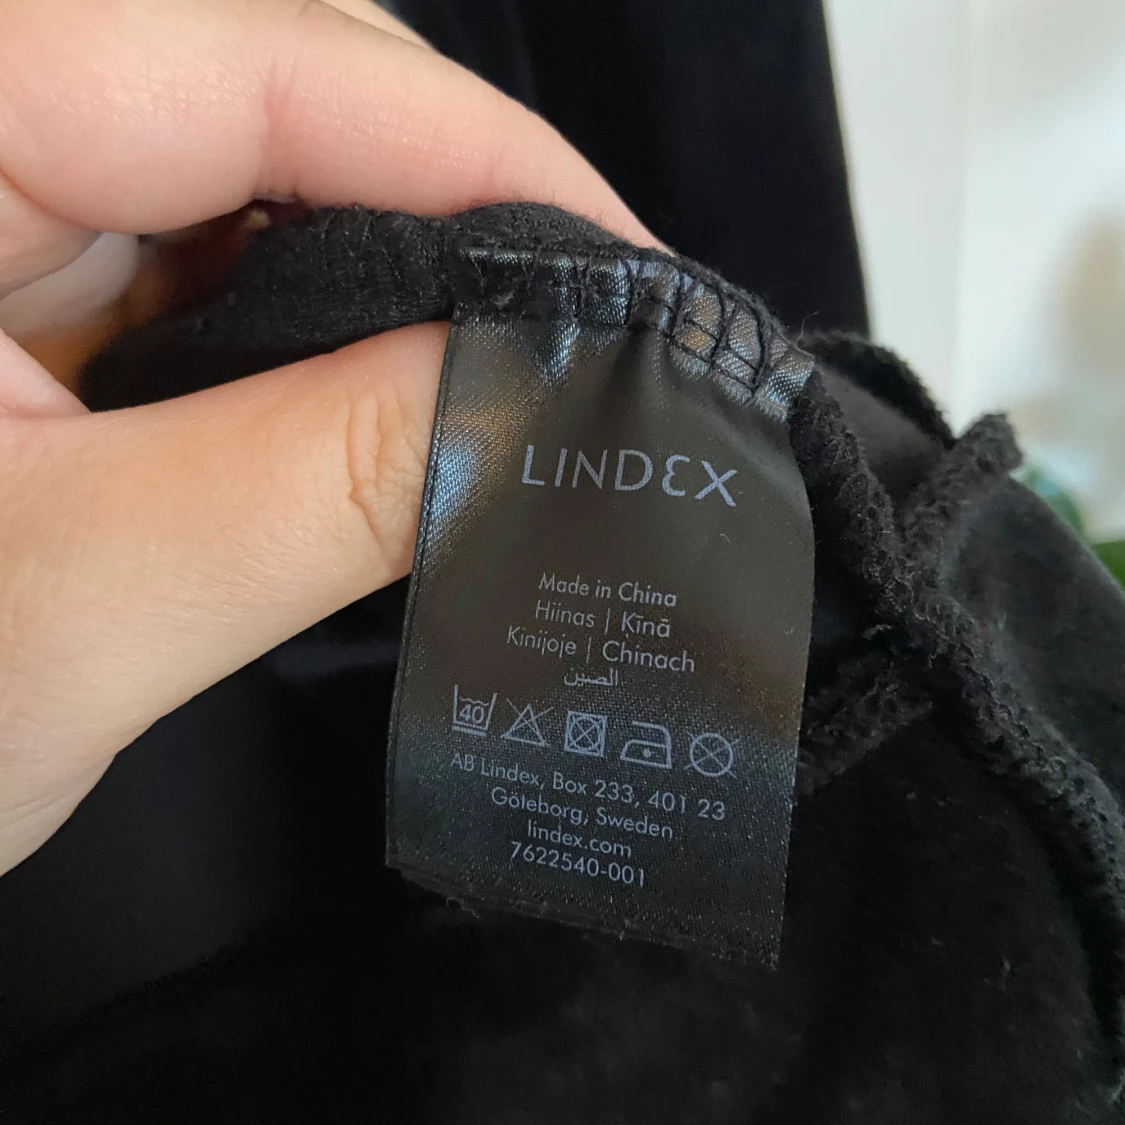 LINDEX
Made in China
Hiinas | Ķīnā
Kinijoje | Chinach
الصين
40
AB Lindex, Box 233, 401 23
Göteborg, Sweden
lindex.com
7622540-001